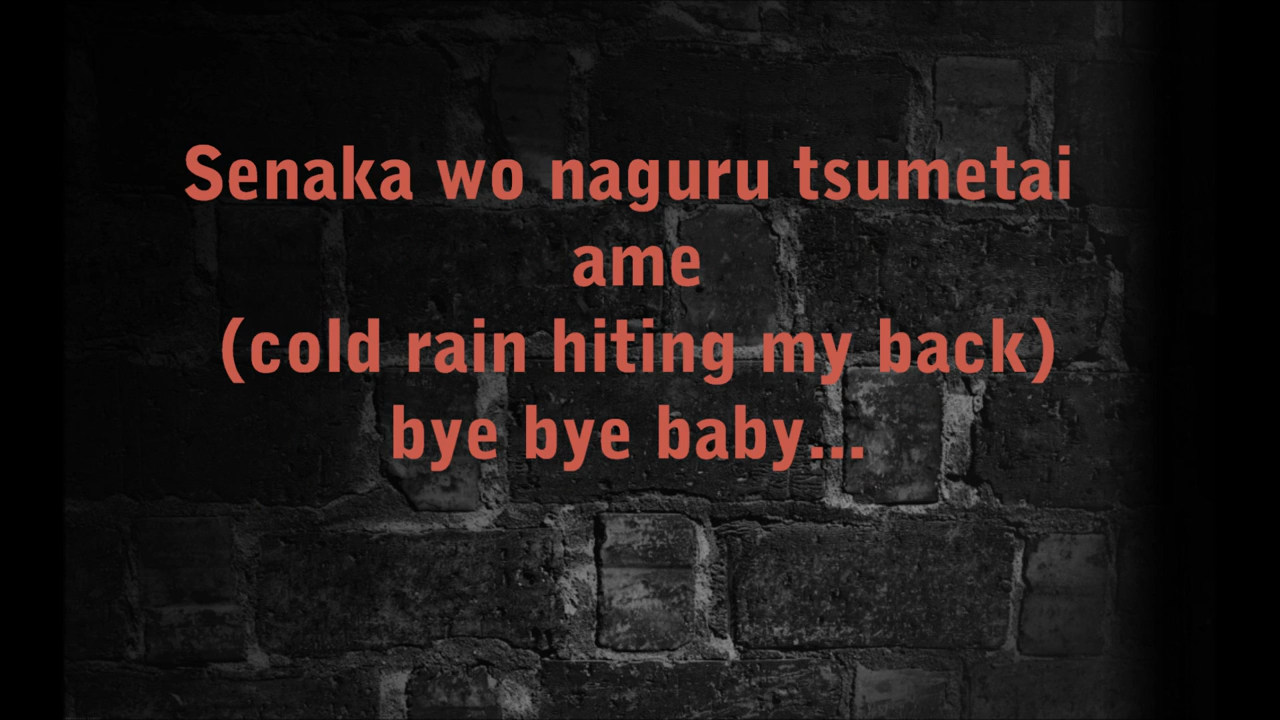 Senaka wo naguru tsumetai
ame
(cold rain hiting my back)
bye bye baby...